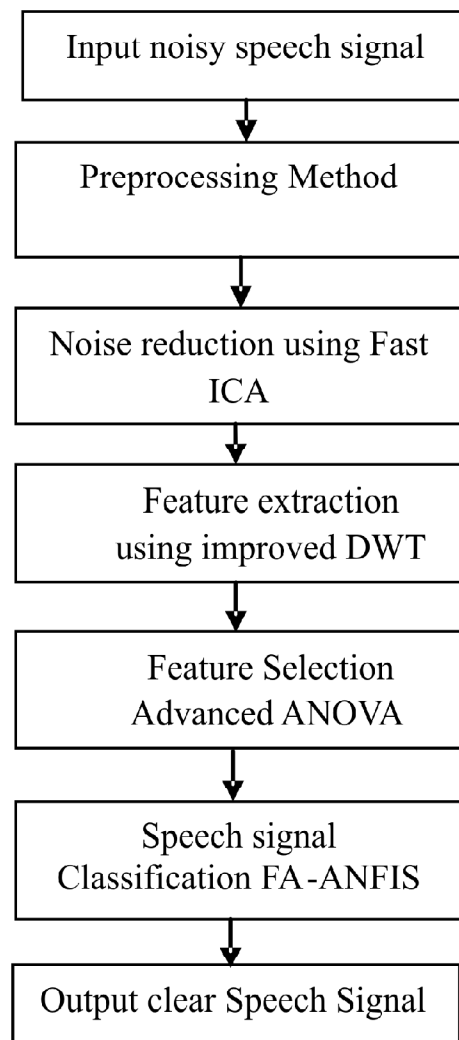 Input noisy speech signal
Preprocessing Method
Noise reduction using Fast
ICA
Feature extraction
using improved DWT
Feature Selection
Advanced ANOVA
Speech signal
Classification FA-ANFIS
Output clear Speech Signal